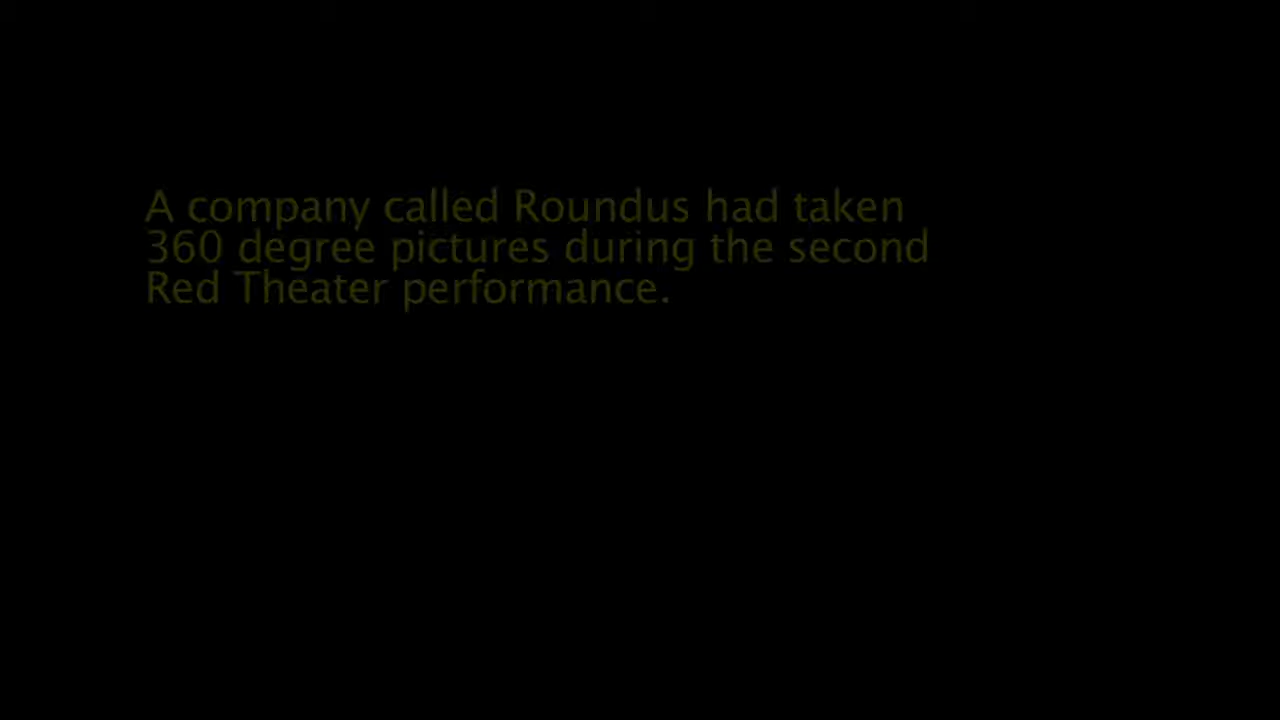 A company called Roundus had taken
360 degree pictures during the second
Red Theater performance.